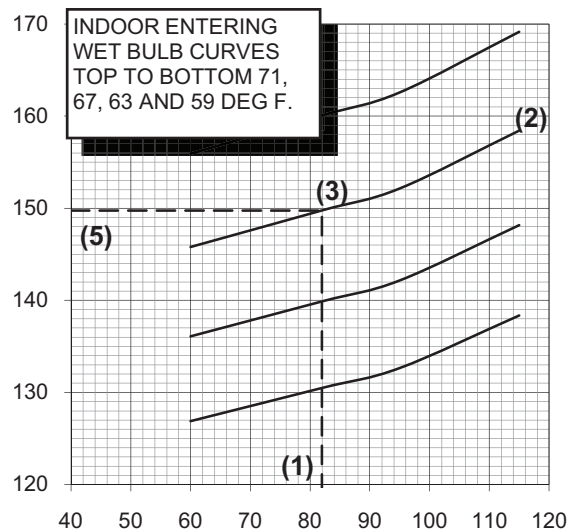 170
INDOOR ENTERING
WET BULB CURVES
TOP TO BOTTOM 71,
67, 63 AND 59 DEG F.
160
(2)
(3)
150
(5)
140
130
(1)
120
40 50 60 70 80 90 100 110 120